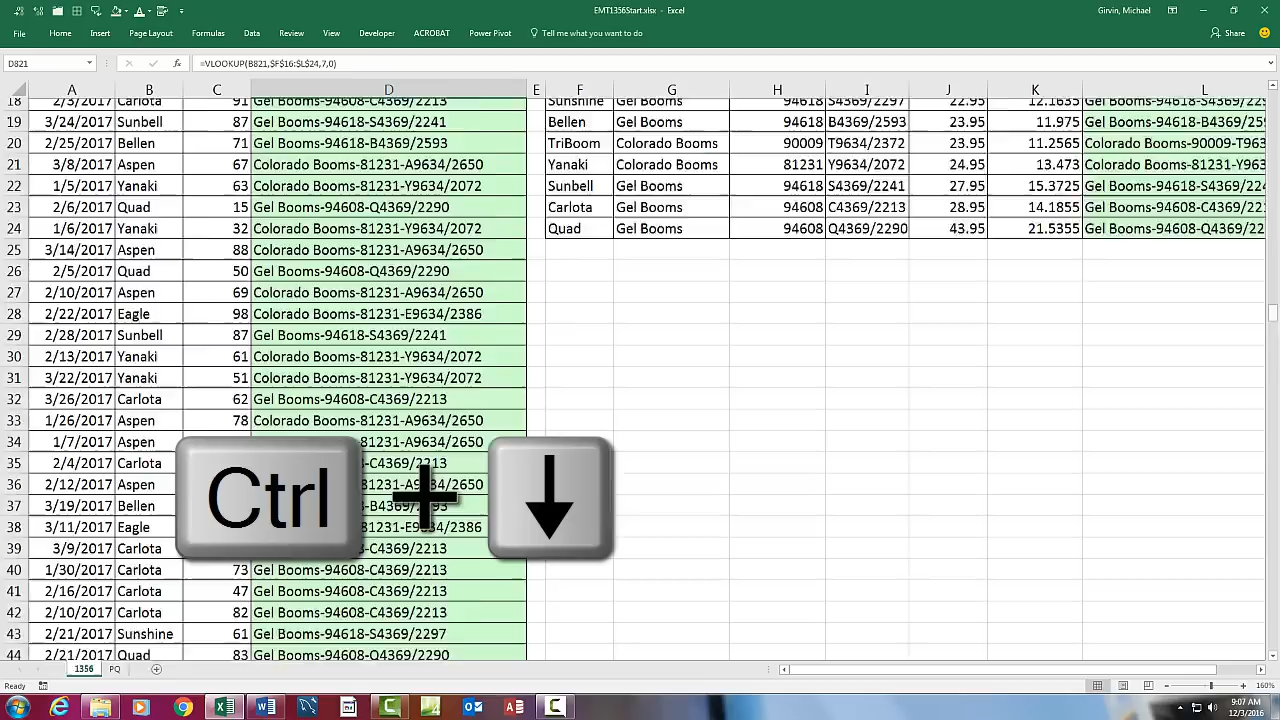 EMT1356Start.xlsx - Excel
Girvin, Michael
File Home Insert Page Layout Formulas Data Review View Developer ACROBAT Power Pivot Tell me what you want to do Share
D821 fx =VLOOKUP(B821,$F$16:$L$24,7,0)
A B C D E F G H I J K L
18 2/3/2017 Carlota 91 Gel Booms-94608-C4369/2213 Sunshine Gel Booms 94618 S4369/2297 22.95 12.1635 Gel Booms-94618-S4369/229
19 3/24/2017 Sunbell 87 Gel Booms-94618-S4369/2241 Bellen Gel Booms 94618 B4369/2593 23.95 11.975 Gel Booms-94618-B4369/259
20 2/25/2017 Bellen 71 Gel Booms-94618-B4369/2593 TriBoom Colorado Booms 90009 T9634/2372 23.95 11.2565 Colorado Booms-90009-T963
21 3/8/2017 Aspen 67 Colorado Booms-81231-A9634/2650 Yanaki Colorado Booms 81231 Y9634/2072 24.95 13.473 Colorado Booms-81231-Y963
22 1/5/2017 Yanaki 63 Colorado Booms-81231-Y9634/2072 Sunbell Gel Booms 94618 S4369/2241 27.95 15.3725 Gel Booms-94618-S4369/224
23 2/6/2017 Quad 15 Gel Booms-94608-Q4369/2290 Carlota Gel Booms 94608 C4369/2213 28.95 14.1855 Gel Booms-94608-C4369/221
24 1/6/2017 Yanaki 32 Colorado Booms-81231-Y9634/2072 Quad Gel Booms 94608 Q4369/2290 43.95 21.5355 Gel Booms-94608-Q4369/22
25 3/14/2017 Aspen 88 Colorado Booms-81231-A9634/2650
26 2/5/2017 Quad 50 Gel Booms-94608-Q4369/2290
27 2/10/2017 Aspen 69 Colorado Booms-81231-A9634/2650
28 2/22/2017 Eagle 98 Colorado Booms-81231-E9634/2386
29 2/28/2017 Sunbell 87 Gel Booms-94618-S4369/2241
30 2/13/2017 Yanaki 61 Colorado Booms-81231-Y9634/2072
31 3/22/2017 Yanaki 51 Colorado Booms-81231-Y9634/2072
32 3/26/2017 Carlota 62 Gel Booms-94608-C4369/2213
33 1/26/2017 Aspen 78 Colorado Booms-81231-A9634/2650
34 1/7/2017 Aspen 81231-A9634/2650
35 2/4/2017 Carlota -C4369/2213
36 2/12/2017 Aspen 81231-A9634/2650
37 3/19/2017 Bellen
38 3/11/2017 Eagle 81231-E9634/2386
39 3/9/2017 Carlota -C4369/2213
Ctrl + ↓
40 1/30/2017 Carlota 73 Gel Booms-94608-C4369/2213
41 2/16/2017 Carlota 47 Gel Booms-94608-C4369/2213
42 2/10/2017 Carlota 82 Gel Booms-94608-C4369/2213
43 2/21/2017 Sunshine 61 Gel Booms-94618-S4369/2297
44 2/21/2017 Quad 83 Gel Booms-94608-Q4369/2290
1356 PQ
Ready 160%
9:07 AM
12/3/2016